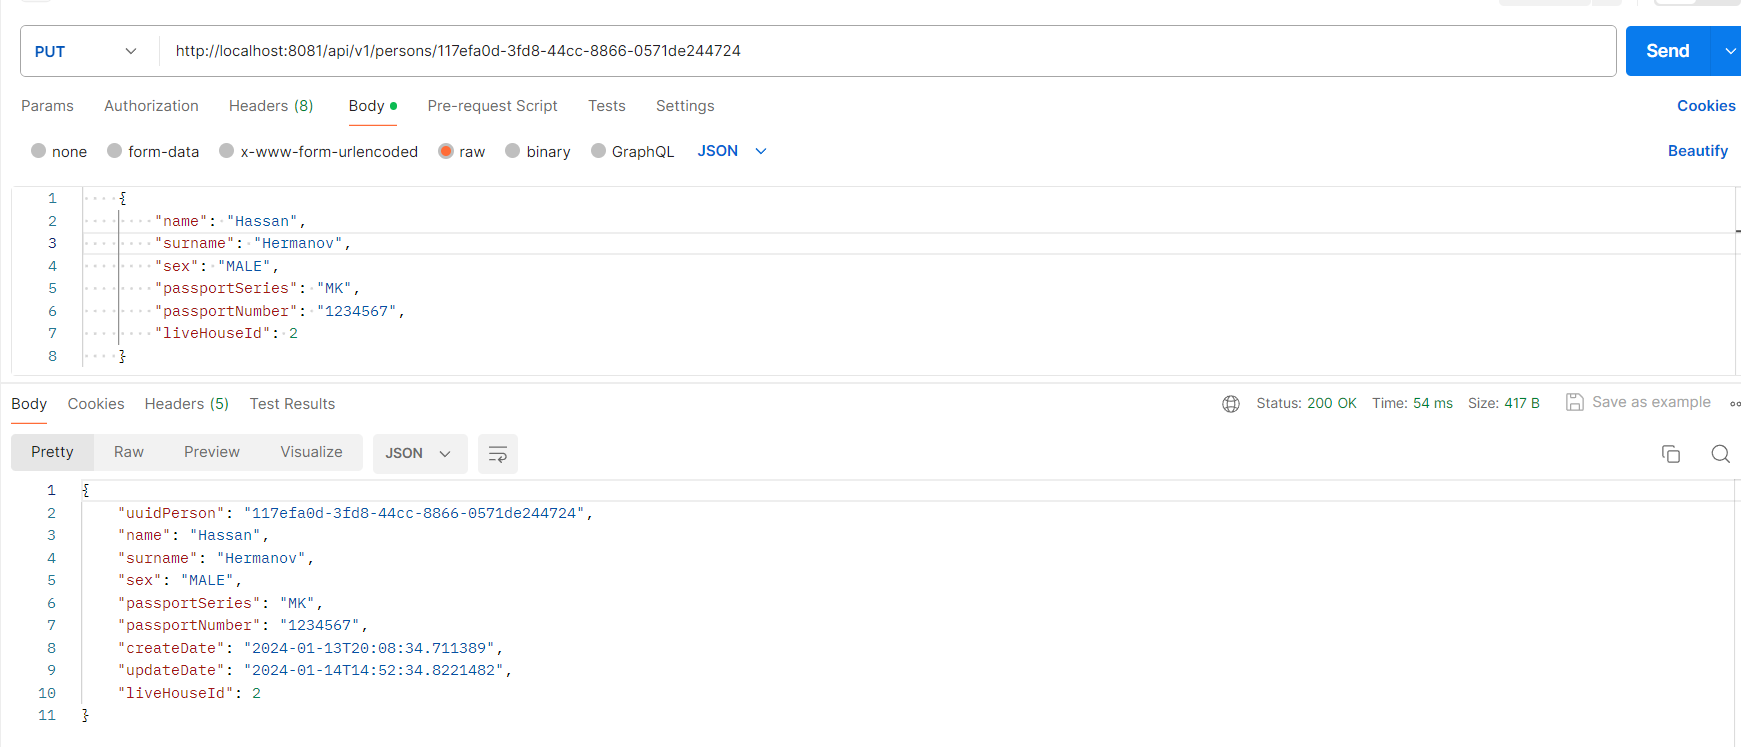 PUT http://localhost:8081/api/v1/persons/117efa0d-3fd8-44cc-8866-0571de244724 Send
Params Authorization Headers (8) Body Pre-request Script Tests Settings Cookies
none form-data x-www-form-urlencoded raw binary GraphQL JSON Beautify
1 {
2 "name": "Hassan",
3 "surname": "Hermanov",
4 "sex": "MALE",
5 "passportSeries": "MK",
6 "passportNumber": "1234567",
7 "liveHouseId": 2
8 }
Body Cookies Headers (5) Test Results Status: 200 OK Time: 54 ms Size: 417 B Save as example
Pretty Raw Preview Visualize JSON
1 {
2 "uuidPerson": "117efa0d-3fd8-44cc-8866-0571de244724",
3 "name": "Hassan",
4 "surname": "Hermanov",
5 "sex": "MALE",
6 "passportSeries": "MK",
7 "passportNumber": "1234567",
8 "createDate": "2024-01-13T20:08:34.711389",
9 "updateDate": "2024-01-14T14:52:34.8221482",
10 "liveHouseId": 2
11 }